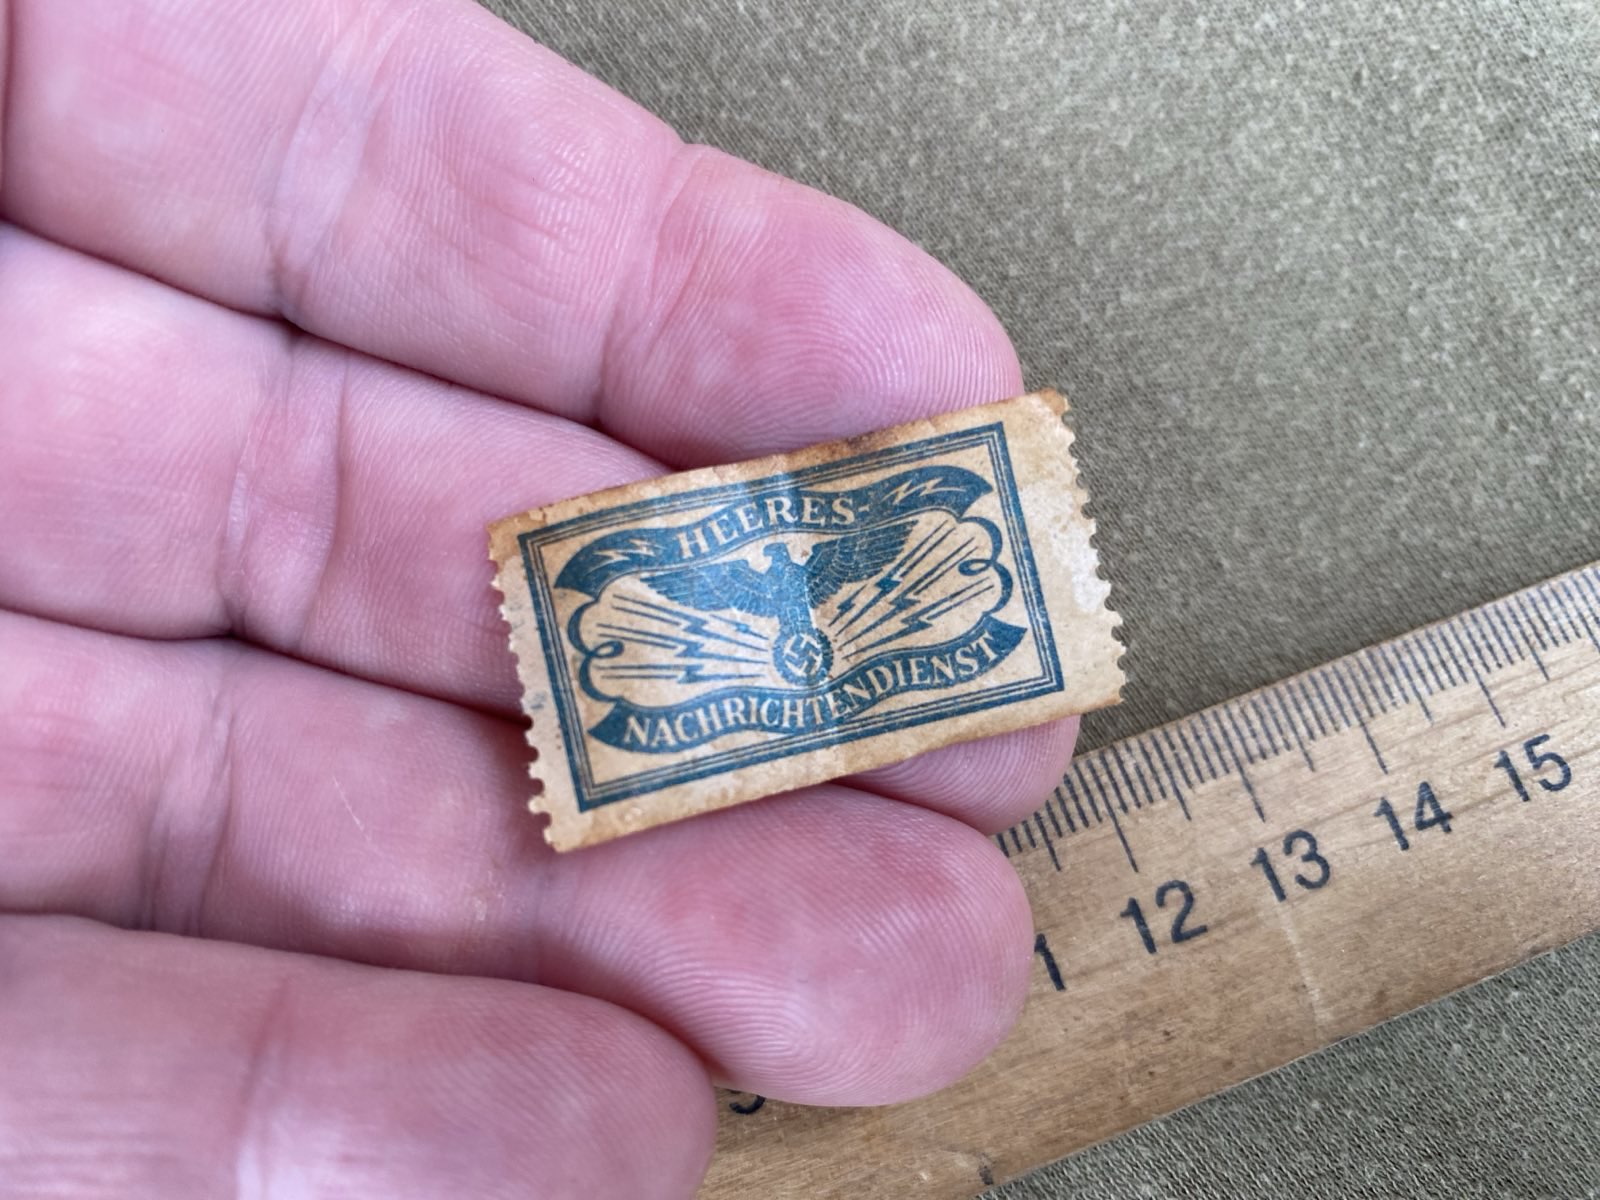 HEERES-
NACHRICHTENDIENST
12
13
14
15